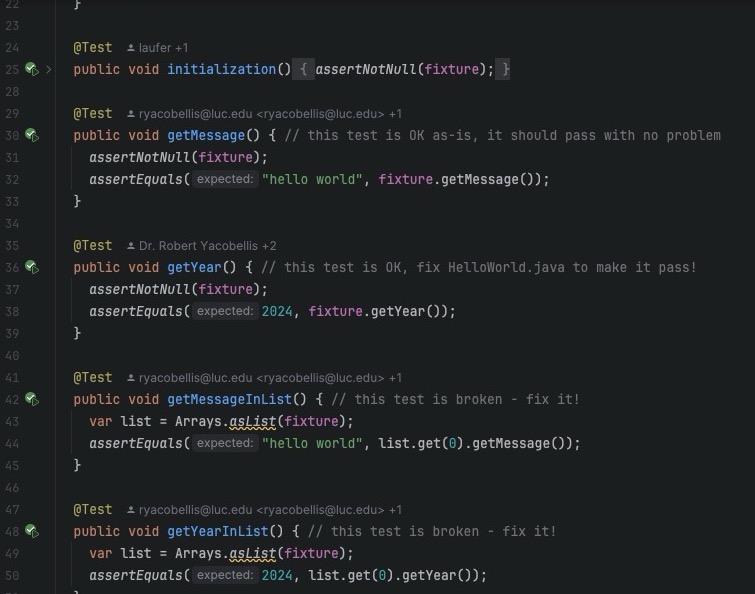 22 }
23
24 @Test laufer +1
25 public void initialization() { assertNotNull(fixture); }
28
29 @Test ryacobellis@luc.edu <ryacobellis@luc.edu> +1
30 public void getMessage() { // this test is OK as-is, it should pass with no problem
31 assertNotNull(fixture);
32 assertEquals( expected: "hello world", fixture.getMessage());
33 }
34
35 @Test Dr. Robert Yacobellis +2
36 public void getYear() { // this test is OK, fix HelloWorld.java to make it pass!
37 assertNotNull(fixture);
38 assertEquals( expected: 2024, fixture.getYear());
39 }
40
41 @Test ryacobellis@luc.edu <ryacobellis@luc.edu> +1
42 public void getMessageInList() { // this test is broken - fix it!
43 var list = Arrays.asList(fixture);
44 assertEquals( expected: "hello world", list.get(0).getMessage());
45 }
46
47 @Test ryacobellis@luc.edu <ryacobellis@luc.edu> +1
48 public void getYearInList() { // this test is broken - fix it!
49 var list = Arrays.asList(fixture);
50 assertEquals( expected: 2024, list.get(0).getYear());